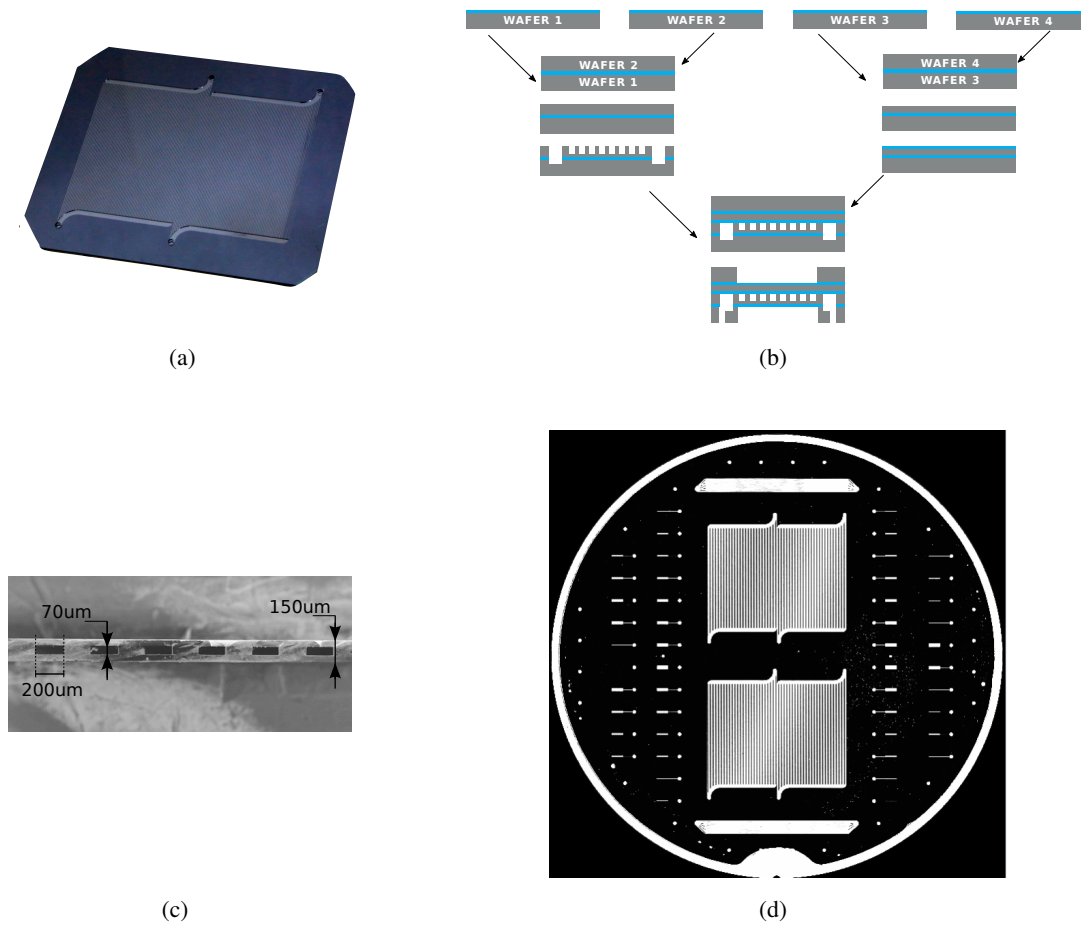 WAFER 1
WAFER 2
WAFER 3
WAFER 4
WAFER 2
WAFER 1
WAFER 4
WAFER 3
(a)
(b)
70um
150um
200um
(c)
(d)